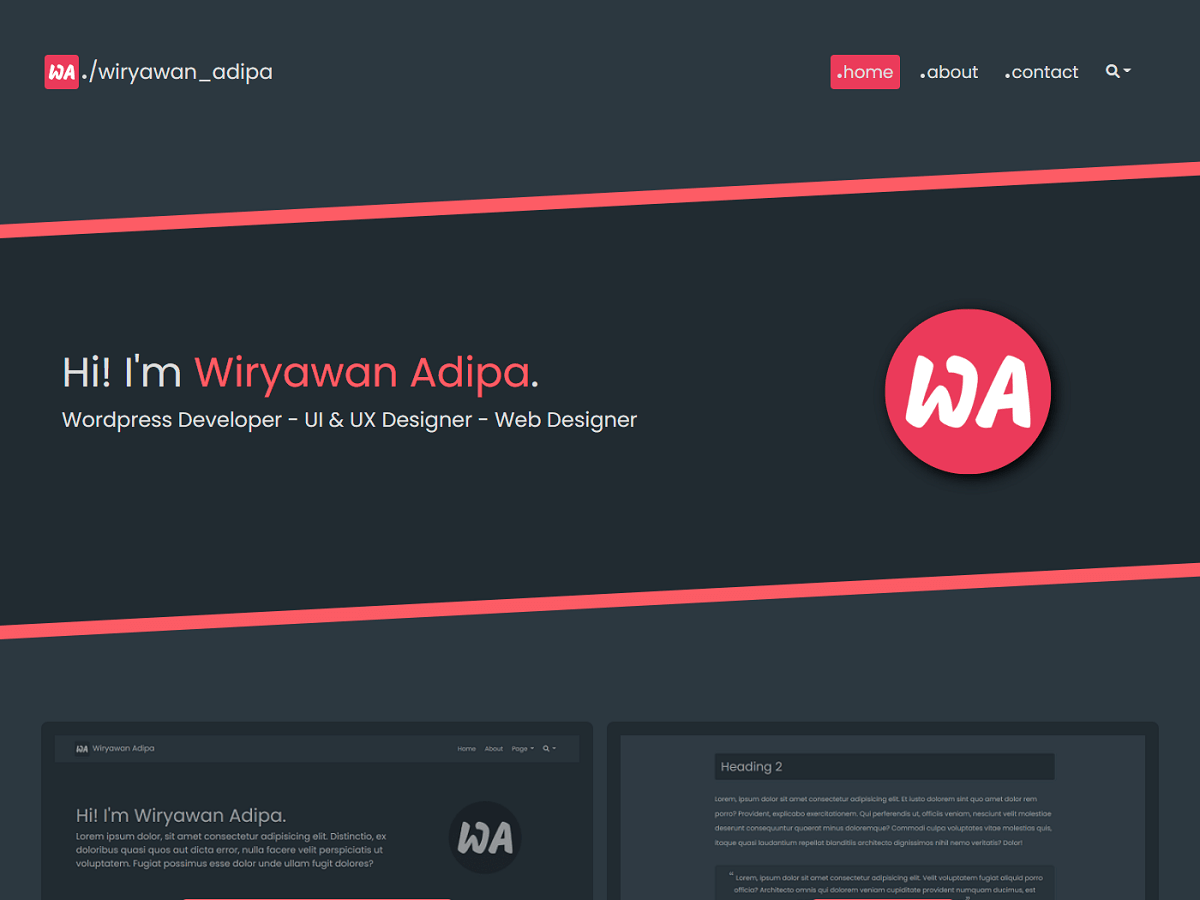 WA ./wiryawan_adipa
.home .about .contact
Hi! I'm Wiryawan Adipa.
Wordpress Developer - UI & UX Designer - Web Designer
WA
WA Wiryawan Adipa
Home About Page
Hi! I'm Wiryawan Adipa.
Lorem ipsum dolor, sit amet consectetur adipisicing elit. Distinctio, ex
doloribus quasi quos aut dicta error, nulla facere velit perspiciatis ut
voluptatem. Fugiat possimus esse dolor unde ullam fugit dolores?
WA
Heading 2
Lorem, ipsum dolor sit amet consectetur adipisicing elit. Et iusto dolorem sint quo amet dolor rem
porro? Provident, explicabo exercitationem. Qui perferendis ut, officiis veniam, nesciunt velit molestiae
deserunt consequuntur quaerat minus doloremque? Commodi culpa voluptates vitae molestias quis,
itaque quasi laudantium repellat blanditiis architecto dignissimos nihil nemo veritatis? Dolor!
“ Lorem, ipsum dolor sit amet consectetur adipisicing elit. Velit voluptatem fugiat aliquid porro
officia? Architecto omnis qui dolorem veniam cupiditate provident numquam ducimus, est